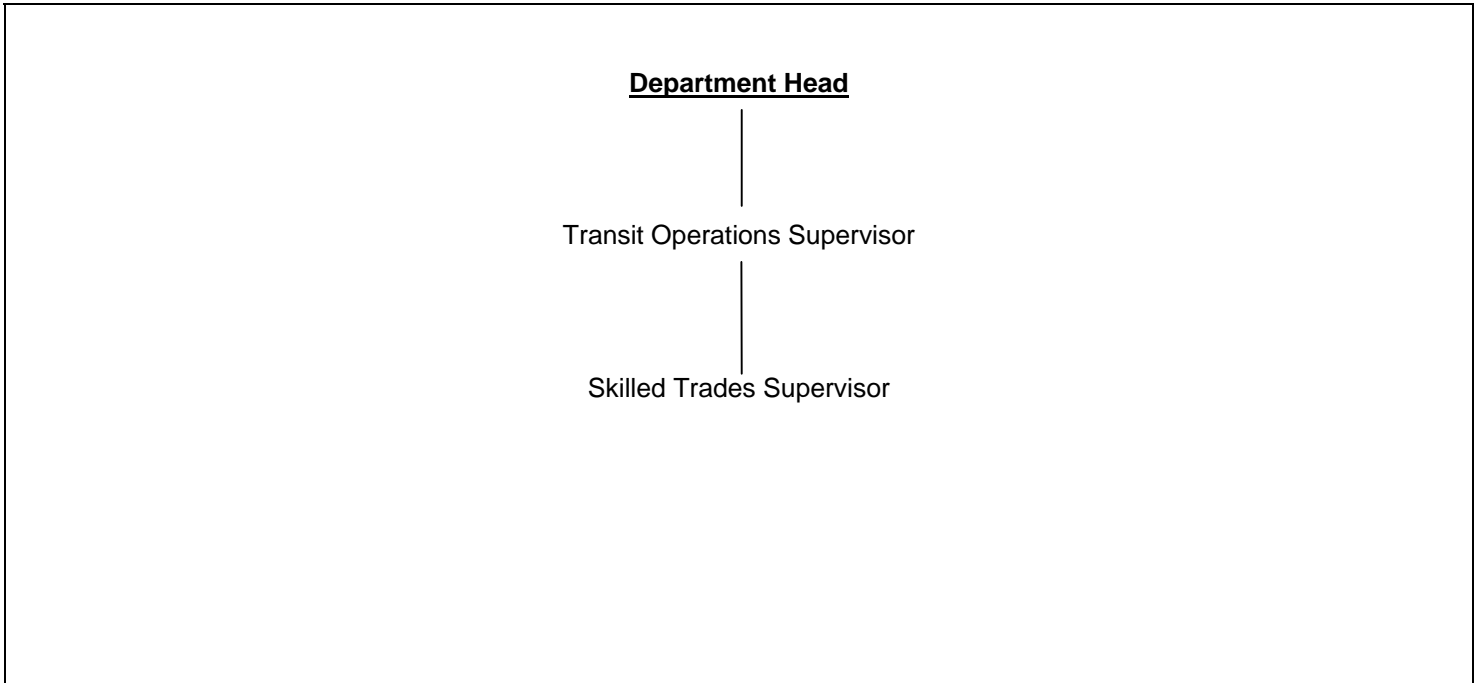 Department Head
Transit Operations Supervisor
Skilled Trades Supervisor